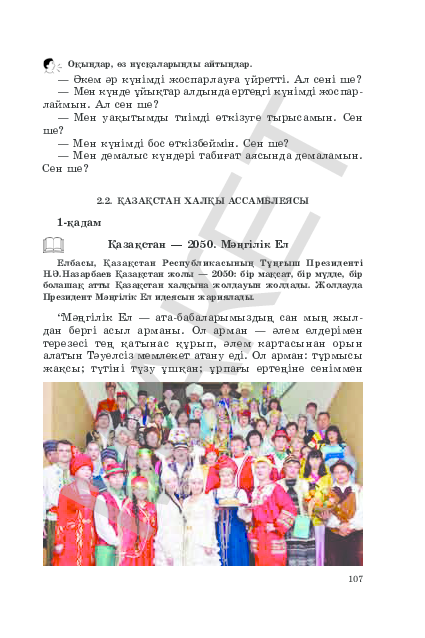 Оқыңдар, өз нұсқаларыңды айтыңдар.
— Әкем әр күнімді жоспарлауға үйретті. Ал сені ше?
— Мен күнде ұйықтар алдында ертеңгі күнімді жоспар-
лаймын. Ал сен ше?
— Мен уақытымды тиімді өткізуге тырысамын. Сен
ше?
— Мен күнімді бос өткізбеймін. Сен ше?
— Мен демалыс күндері табиғат аясында демаламын.
Сен ше?
2.2. ҚАЗАҚСТАН ХАЛҚЫ АССАМБЛЕЯСЫ
1-қадам
Қазақстан — 2050. Мәңгілік Ел
Елбасы, Қазақстан Республикасының Тұңғыш Президенті
Н.Ә.Назарбаев Қазақстан жолы — 2050: бір мақсат, бір мүдде, бір
болашақ атты Қазақстан халқына жолдауын жолдады. Жолдауда
Президент Мәңгілік Ел идеясын жариялады.
“Мәңгілік Ел — ата-бабаларымыздың сан мың жыл-
дан бергі асыл арманы. Ол арман — әлем елдерімен
терезесі тең қатынас құрып, әлем картасынан орын
алатын Тәуелсіз мемлекет атану еді. Ол арман: тұрмысы
жақсы; түтіні түзу ұшқан; ұрпағы ертеңіне сеніммен
107